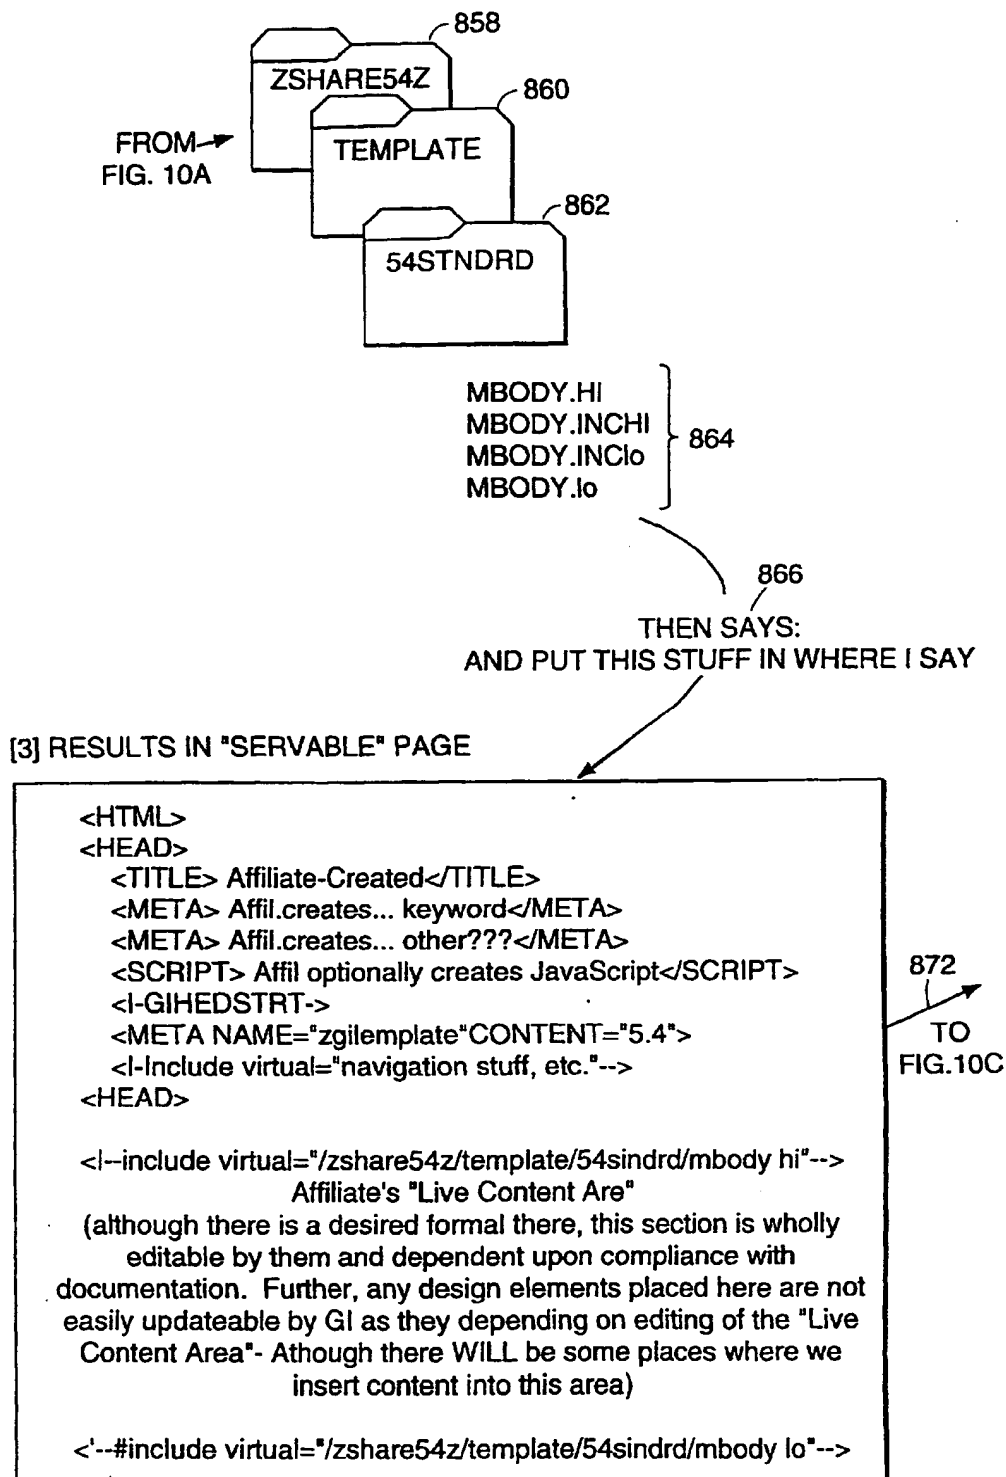 858
ZSHARE54Z
860
FROM
FIG. 10A
TEMPLATE
862
54STNDRD
MBODY.HI
MBODY.INCHI
MBODY.INClo
MBODY.lo
864
866
THEN SAYS:
AND PUT THIS STUFF IN WHERE I SAY
[3] RESULTS IN "SERVABLE" PAGE
<HTML>
<HEAD>
<TITLE> Affiliate-Created</TITLE>
<META> Affil.creates... keyword</META>
<META> Affil.creates... other???</META>
<SCRIPT> Affil optionally creates JavaScript</SCRIPT>
<I-GIHEDSTRT->
<META NAME="zgilemplate"CONTENT="5.4">
<I-Include virtual="navigation stuff, etc."-->
<HEAD>
872
TO
FIG.10C
<I--include virtual="/zshare54z/template/54sindrd/mbody hi"-->
Affiliate's "Live Content Are"
(although there is a desired formal there, this section is wholly
editable by them and dependent upon compliance with
documentation. Further, any design elements placed here are not
easily updateable by GI as they depending on editing of the "Live
Content Area"- Athough there WILL be some places where we
insert content into this area)
<'--#include virtual="/zshare54z/template/54sindrd/mbody lo"-->